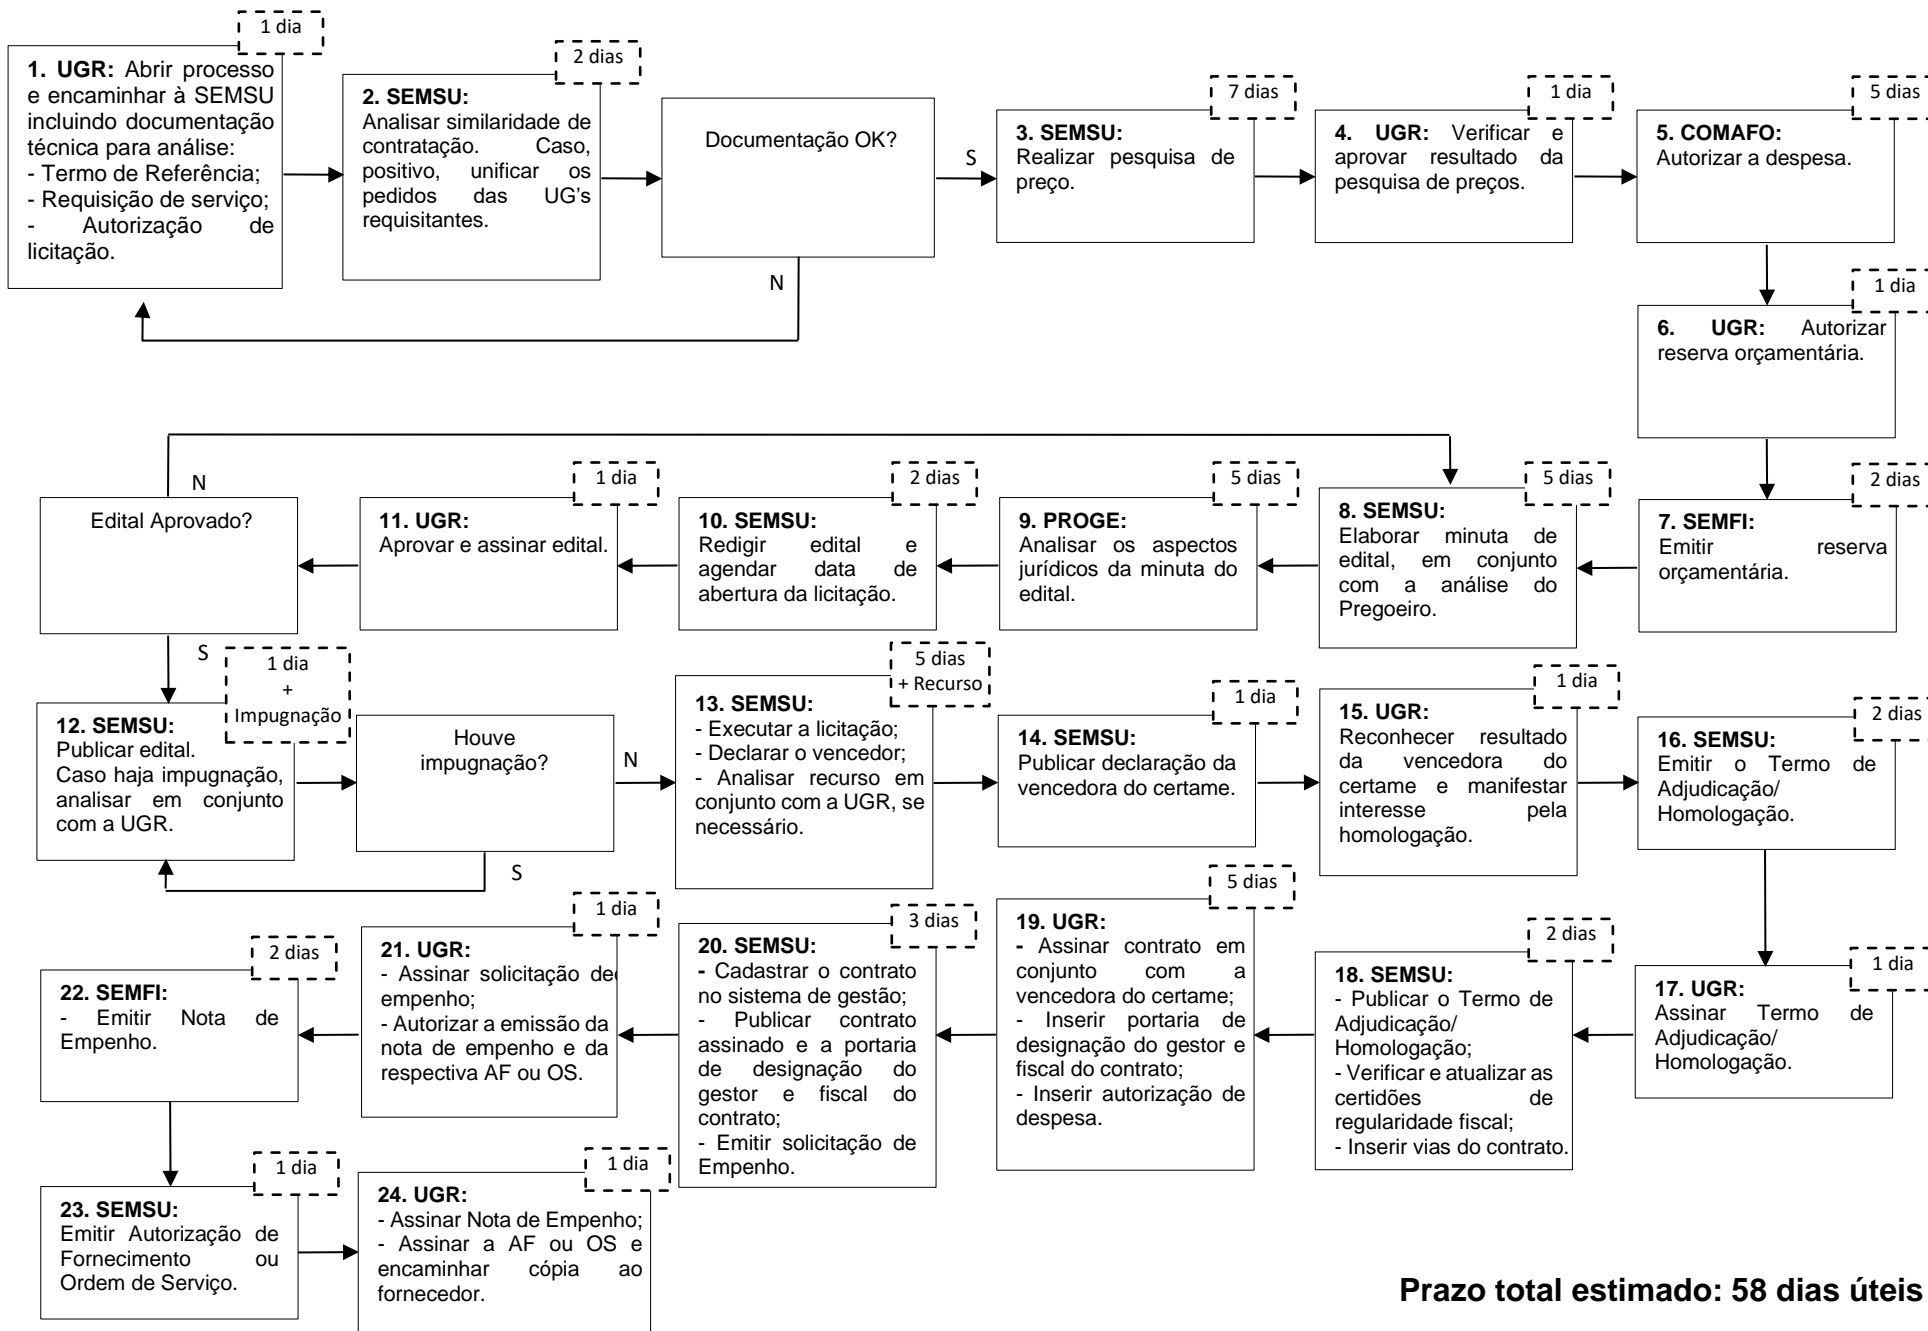 1 dia
1. UGR: Abrir processo
e encaminhar à SEMSU
incluindo documentação
técnica para análise:
- Termo de Referência;
- Requisição de serviço;
- Autorização de
licitação.
2 dias
2. SEMSU:
Analisar similaridade de
contratação. Caso,
positivo, unificar os
pedidos das UG's
requisitantes.
Documentação OK?
S
N
7 dias
3. SEMSU:
Realizar pesquisa de
preço.
1 dia
4. UGR: Verificar e
aprovar resultado da
pesquisa de preços.
5 dias
5. COMAFO:
Autorizar a despesa.
1 dia
6. UGR: Autorizar
reserva orçamentária.
2 dias
7. SEMFI:
Emitir reserva
orçamentária.
5 dias
8. SEMSU:
Elaborar minuta de
edital, em conjunto
com a análise do
Pregoeiro.
5 dias
9. PROGE:
Analisar os aspectos
jurídicos da minuta do
edital.
2 dias
10. SEMSU:
Redigir edital e
agendar data de
abertura da licitação.
1 dia
11. UGR:
Aprovar e assinar edital.
N
Edital Aprovado?
S
1 dia
+
Impugnação
12. SEMSU:
Publicar edital.
Caso haja impugnação,
analisar em conjunto
com a UGR.
Houve
impugnação?
N
S
5 dias
+ Recurso
13. SEMSU:
- Executar a licitação;
- Declarar o vencedor;
- Analisar recurso em
conjunto com a UGR, se
necessário.
1 dia
14. SEMSU:
Publicar declaração da
vencedora do certame.
1 dia
15. UGR:
Reconhecer resultado
da vencedora do
certame e manifestar
interesse pela
homologação.
2 dias
16. SEMSU:
Emitir o Termo de
Adjudicação/
Homologação.
1 dia
17. UGR:
Assinar Termo de
Adjudicação/
Homologação.
2 dias
18. SEMSU:
- Publicar o Termo de
Adjudicação/
Homologação;
- Verificar e atualizar as
certidões de
regularidade fiscal;
- Inserir vias do contrato.
5 dias
19. UGR:
- Assinar contrato em
conjunto com a
vencedora do certame;
- Inserir portaria de
designação do gestor e
fiscal do contrato;
- Inserir autorização de
despesa.
3 dias
20. SEMSU:
- Cadastrar o contrato
no sistema de gestão;
- Publicar contrato
assinado e a portaria
de designação do
gestor e fiscal do
contrato;
- Emitir solicitação de
Empenho.
1 dia
21. UGR:
- Assinar solicitação de
empenho;
- Autorizar a emissão da
nota de empenho e da
respectiva AF ou OS.
2 dias
22. SEMFI:
- Emitir Nota de
Empenho.
1 dia
23. SEMSU:
Emitir Autorização de
Fornecimento ou
Ordem de Serviço.
1 dia
24. UGR:
- Assinar Nota de Empenho;
- Assinar a AF ou OS e
encaminhar cópia ao
fornecedor.
Prazo total estimado: 58 dias úteis